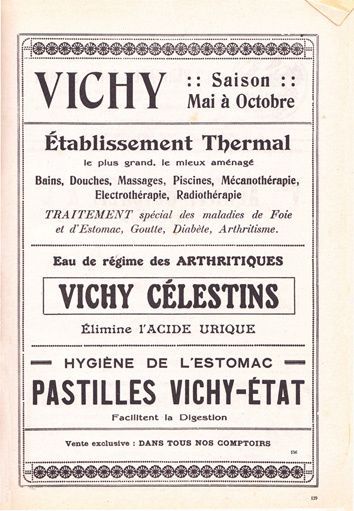 VICHY
:: Saison ::
Mai à Octobre
Établissement Thermal
le plus grand, le mieux aménagé
Bains, Douches, Massages, Piscines, Mécanothérapie,
Electrothérapie, Radiothérapie
TRAITEMENT spécial des maladies de Foie
et d'Estomac, Goutte, Diabète, Arthritisme.
Eau de régime des ARTHRITIQUES
VICHY CÉLESTINS
Élimine l'ACIDE URIQUE
— HYGIÈNE DE L'ESTOMAC —
PASTILLES VICHY-ÉTAT
Facilitent la Digestion
Vente exclusive : DANS TOUS NOS COMPTOIRS
156
129